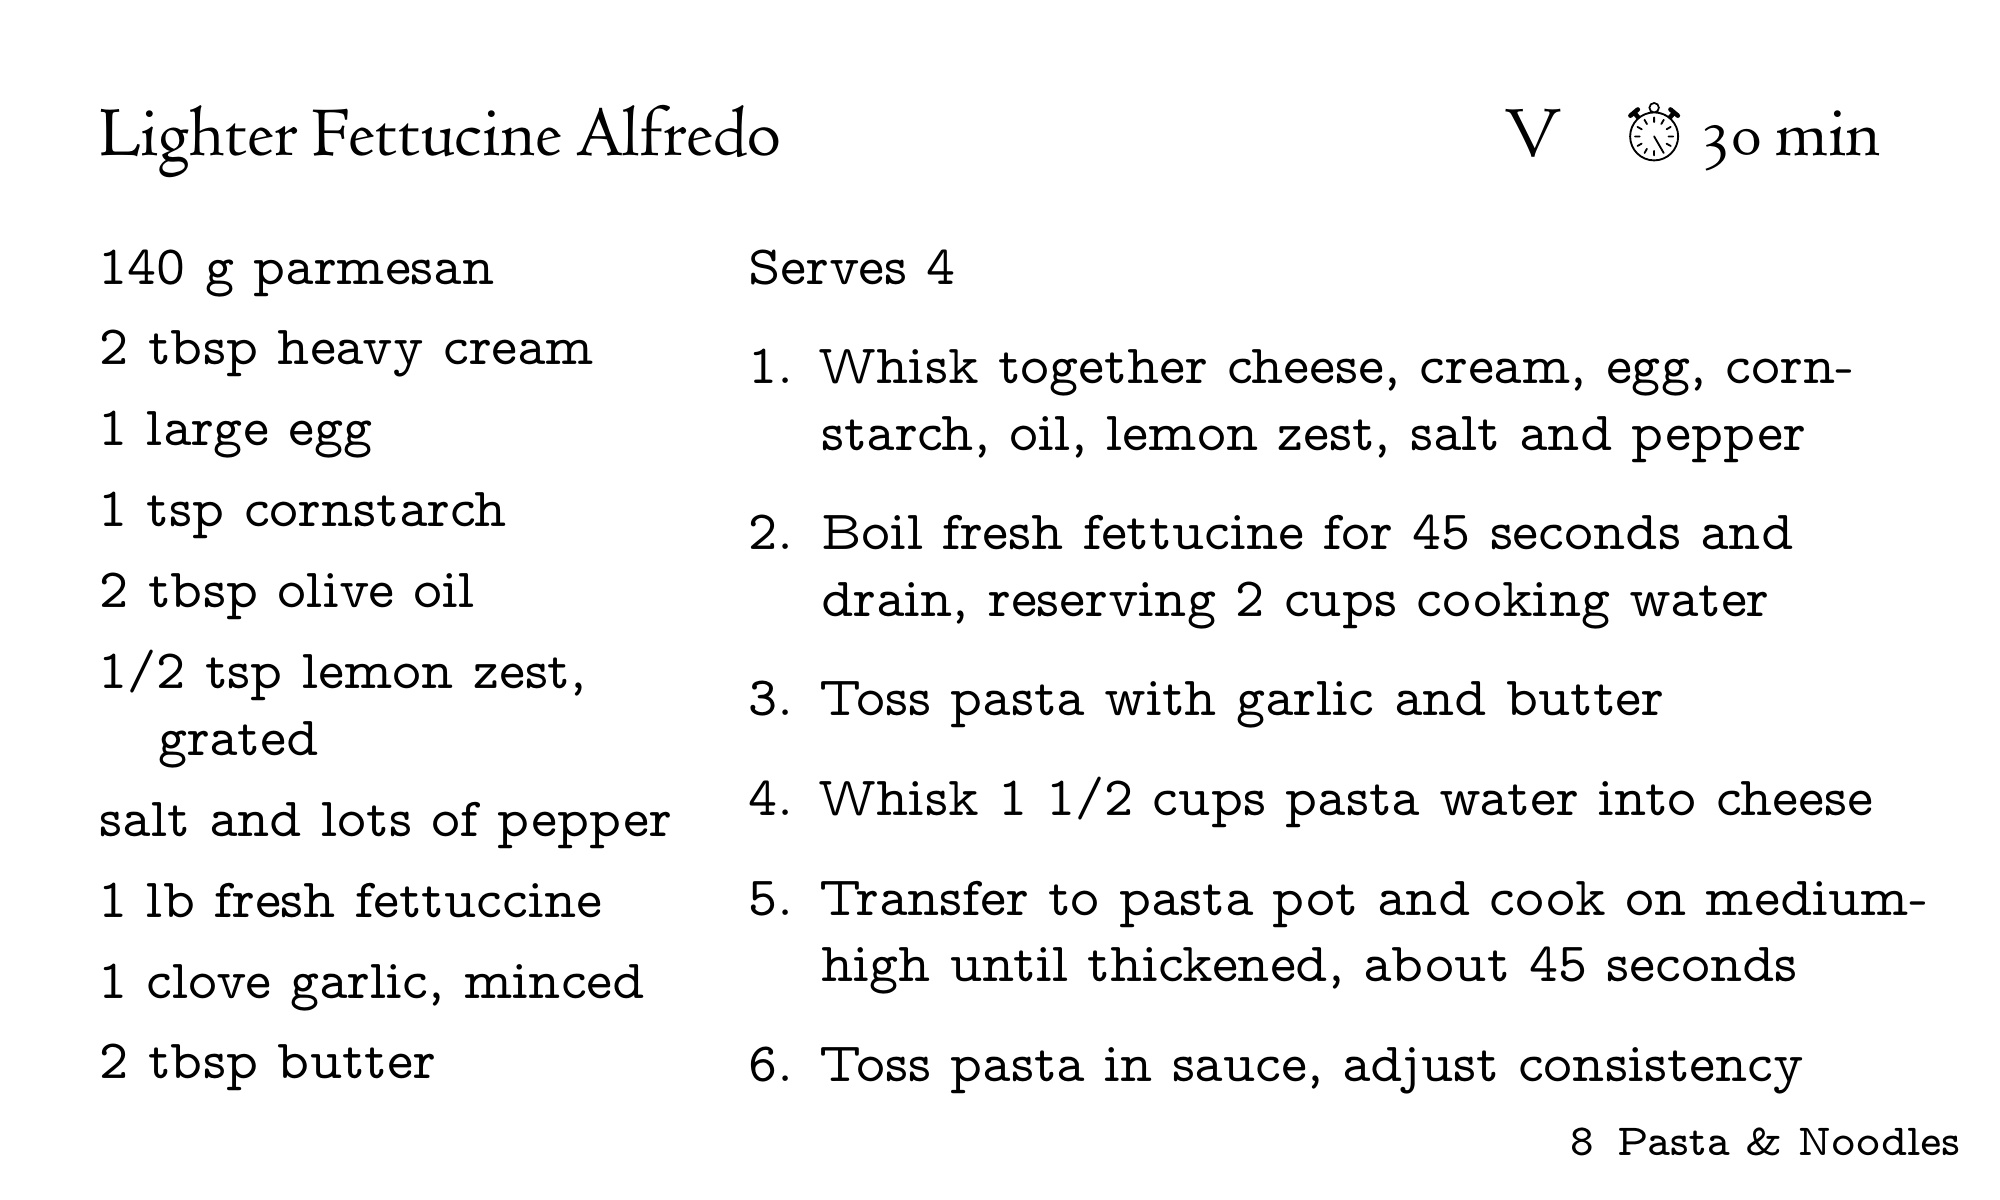 Lighter Fettucine Alfredo
V 30 min
140 g parmesan
2 tbsp heavy cream
1 large egg
1 tsp cornstarch
2 tbsp olive oil
1/2 tsp lemon zest,
grated
salt and lots of pepper
1 lb fresh fettuccine
1 clove garlic, minced
2 tbsp butter
Serves 4
1. Whisk together cheese, cream, egg, corn-
starch, oil, lemon zest, salt and pepper
2. Boil fresh fettucine for 45 seconds and
drain, reserving 2 cups cooking water
3. Toss pasta with garlic and butter
4. Whisk 1 1/2 cups pasta water into cheese
5. Transfer to pasta pot and cook on medium-
high until thickened, about 45 seconds
6. Toss pasta in sauce, adjust consistency
8 Pasta & Noodles